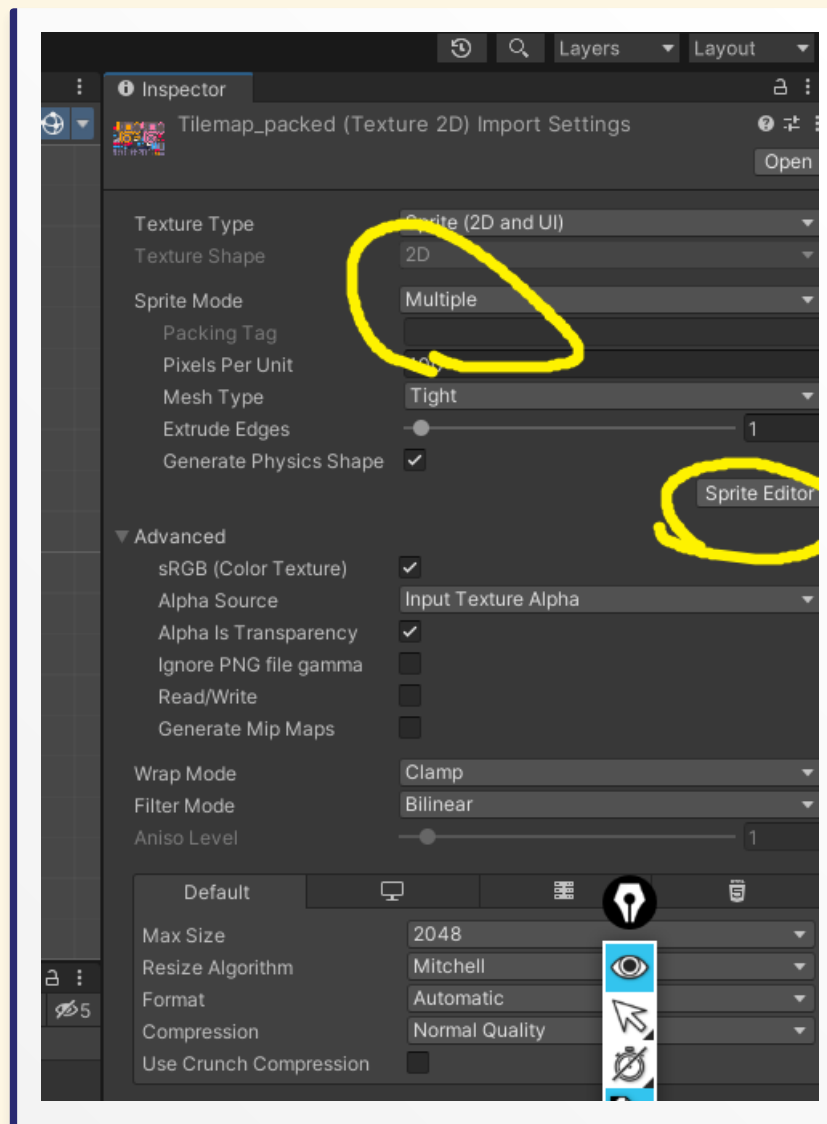 Layers Layout
Inspector
Tilemap_packed (Texture 2D) Import Settings
Open
Texture Type Sprite (2D and UI)
Texture Shape 2D
Sprite Mode Multiple
Packing Tag
Pixels Per Unit
Mesh Type Tight
Extrude Edges 1
Generate Physics Shape
Sprite Editor
Advanced
sRGB (Color Texture)
Alpha Source Input Texture Alpha
Alpha Is Transparency
Ignore PNG file gamma
Read/Write
Generate Mip Maps
Wrap Mode Clamp
Filter Mode Bilinear
Aniso Level 1
Default
Max Size 2048
Resize Algorithm Mitchell
Format Automatic
5
Compression Normal Quality
Use Crunch Compression